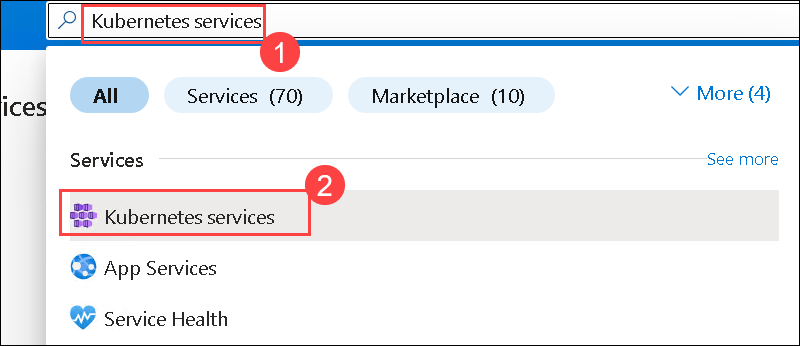 Kubernetes services
1
All
Services (70)
Marketplace (10)
More (4)
ices
Services
See more
2
Kubernetes services
App Services
Service Health